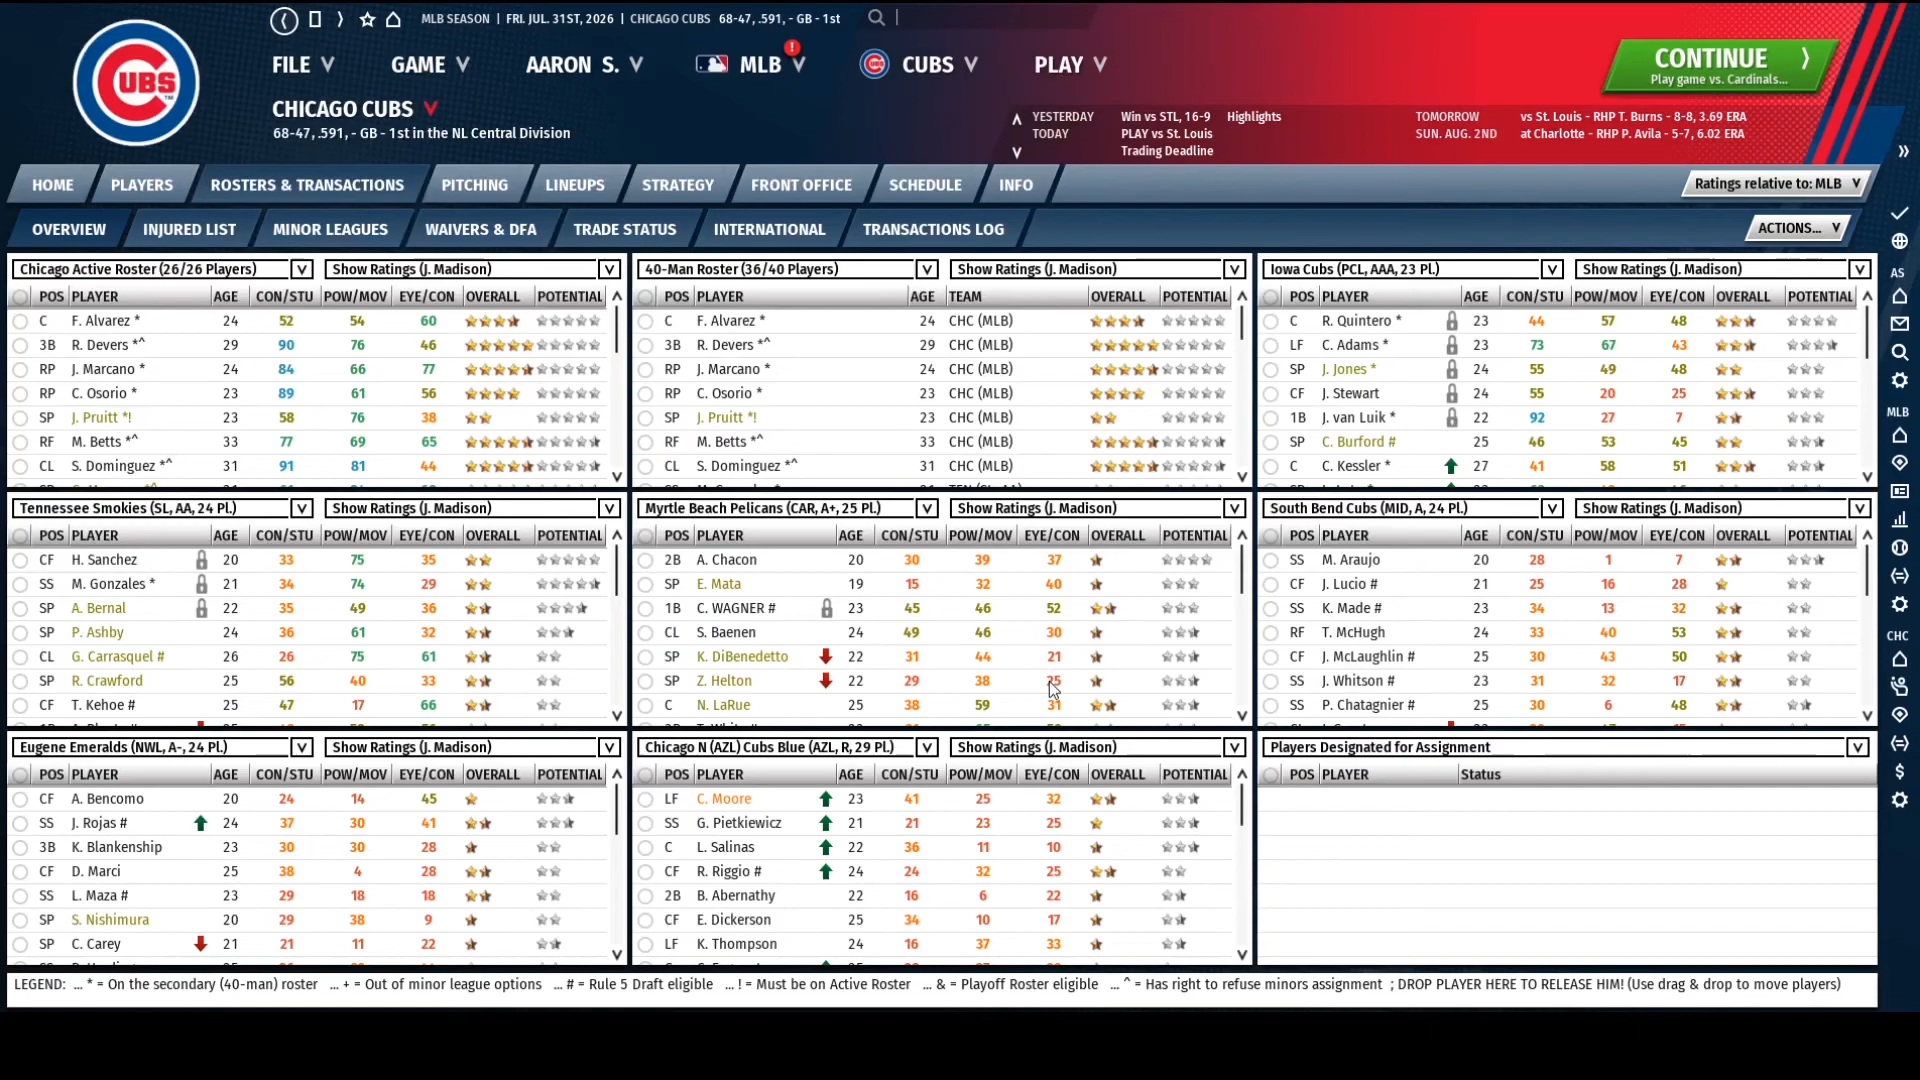 MLB SEASON | FRI. JUL. 31ST, 2026 | CHICAGO CUBS 68-47, .591, - GB - 1st
FILE GAME AARON S. MLB ! CUBS PLAY
CONTINUE
Play game vs. Cardinals...
CUBS
CHICAGO CUBS
68-47, .591, - GB - 1st in the NL Central Division
YESTERDAY Win vs STL, 16-9 Highlights TOMORROW vs St. Louis - RHP T. Burns - 8-8, 3.69 ERA
TODAY PLAY vs St. Louis SUN. AUG. 2ND at Charlotte - RHP P. Avila - 5-7, 6.02 ERA
Trading Deadline
HOME PLAYERS ROSTERS & TRANSACTIONS PITCHING LINEUPS STRATEGY FRONT OFFICE SCHEDULE INFO Ratings relative to: MLB
OVERVIEW INJURED LIST MINOR LEAGUES WAIVERS & DFA TRADE STATUS INTERNATIONAL TRANSACTIONS LOG ACTIONS...
Chicago Active Roster (26/26 Players) Show Ratings (J. Madison)
POS PLAYER AGE CON/STU POW/MOV EYE/CON OVERALL POTENTIAL
C F. Alvarez * 24 52 54 60
3B R. Devers *^ 29 90 76 46
RP J. Marcano * 24 84 66 77
RP C. Osorio * 23 89 61 56
SP J. Pruitt *! 23 58 76 38
RF M. Betts *^ 33 77 69 65
CL S. Dominguez *^ 31 91 81 44
40-Man Roster (36/40 Players) Show Ratings (J. Madison)
POS PLAYER AGE TEAM OVERALL POTENTIAL
C F. Alvarez * 24 CHC (MLB)
3B R. Devers *^ 29 CHC (MLB)
RP J. Marcano * 24 CHC (MLB)
RP C. Osorio * 23 CHC (MLB)
SP J. Pruitt *! 23 CHC (MLB)
RF M. Betts *^ 33 CHC (MLB)
CL S. Dominguez *^ 31 CHC (MLB)
Iowa Cubs (PCL, AAA, 23 Pl.) Show Ratings (J. Madison)
POS PLAYER AGE CON/STU POW/MOV EYE/CON OVERALL POTENTIAL
C R. Quintero * 23 44 57 48
LF C. Adams * 23 73 67 43
SP J. Jones * 24 55 49 48
CF J. Stewart 24 55 20 25
1B J. van Luik * 22 92 27 7
SP C. Burford # 25 46 53 45
C C. Kessler * 27 41 58 51
Tennessee Smokies (SL, AA, 24 Pl.) Show Ratings (J. Madison)
POS PLAYER AGE CON/STU POW/MOV EYE/CON OVERALL POTENTIAL
CF H. Sanchez 20 33 75 35
SS M. Gonzales * 21 34 74 29
SP A. Bernal 22 35 49 36
SP P. Ashby 24 36 61 32
CL G. Carrasquel # 26 26 75 61
SP R. Crawford 25 56 40 33
CF T. Kehoe # 25 47 17 66
Myrtle Beach Pelicans (CAR, A+, 25 Pl.) Show Ratings (J. Madison)
POS PLAYER AGE CON/STU POW/MOV EYE/CON OVERALL POTENTIAL
2B A. Chacon 20 30 39 37
SP E. Mata 19 15 32 40
1B C. WAGNER # 23 45 46 52
CL S. Baenen 24 49 46 30
SP K. DiBenedetto 22 31 44 21
SP Z. Helton 22 29 38 25
C N. LaRue 25 38 59 31
South Bend Cubs (MID, A, 24 Pl.) Show Ratings (J. Madison)
POS PLAYER AGE CON/STU POW/MOV EYE/CON OVERALL POTENTIAL
SS M. Araujo 20 28 1 7
CF J. Lucio # 21 25 16 28
SS K. Made # 23 34 13 32
RF T. McHugh 24 33 40 53
CF J. McLaughlin # 25 30 43 50
SS J. Whitson # 23 31 32 17
SS P. Chatagnier # 25 30 6 48
Eugene Emeralds (NWL, A-, 24 Pl.) Show Ratings (J. Madison)
POS PLAYER AGE CON/STU POW/MOV EYE/CON OVERALL POTENTIAL
CF A. Bencomo 20 24 14 45
SS J. Rojas # 24 37 30 41
3B K. Blankenship 23 30 30 28
CF D. Marci 25 38 4 28
SS L. Maza # 23 29 18 18
SP S. Nishimura 20 29 38 9
SP C. Carey 21 21 11 22
Chicago N (AZL) Cubs Blue (AZL, R, 29 Pl.) Show Ratings (J. Madison)
POS PLAYER AGE CON/STU POW/MOV EYE/CON OVERALL POTENTIAL
LF C. Moore 23 41 25 32
SS G. Pietkiewicz 21 21 23 25
C L. Salinas 22 36 11 10
CF R. Riggio # 24 24 32 25
2B B. Abernathy 22 16 6 22
CF E. Dickerson 25 34 10 17
LF K. Thompson 24 16 37 33
Players Designated for Assignment
POS PLAYER Status
AS
MLB
CHC
LEGEND: ... * = On the secondary (40-man) roster ... + = Out of minor league options ... # = Rule 5 Draft eligible ... ! = Must be on Active Roster ... & = Playoff Roster eligible ... ^ = Has right to refuse minors assignment ; DROP PLAYER HERE TO RELEASE HIM! (Use drag & drop to move players)